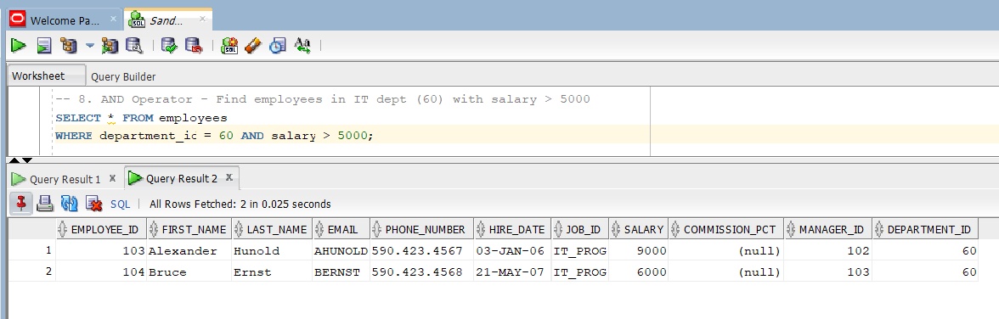 Welcome Pa... Sand...
Worksheet Query Builder
-- 8. AND Operator - Find employees in IT dept (60) with salary > 5000
SELECT * FROM employees
WHERE department_id = 60 AND salary > 5000;
Query Result 1 Query Result 2
SQL All Rows Fetched: 2 in 0.025 seconds
EMPLOYEE_ID FIRST_NAME LAST_NAME EMAIL PHONE_NUMBER HIRE_DATE JOB_ID SALARY COMMISSION_PCT MANAGER_ID DEPARTMENT_ID
1 103 Alexander Hunold AHUNOLD 590.423.4567 03-JAN-06 IT_PROG 9000 (null) 102 60
2 104 Bruce Ernst BERNST 590.423.4568 21-MAY-07 IT_PROG 6000 (null) 103 60